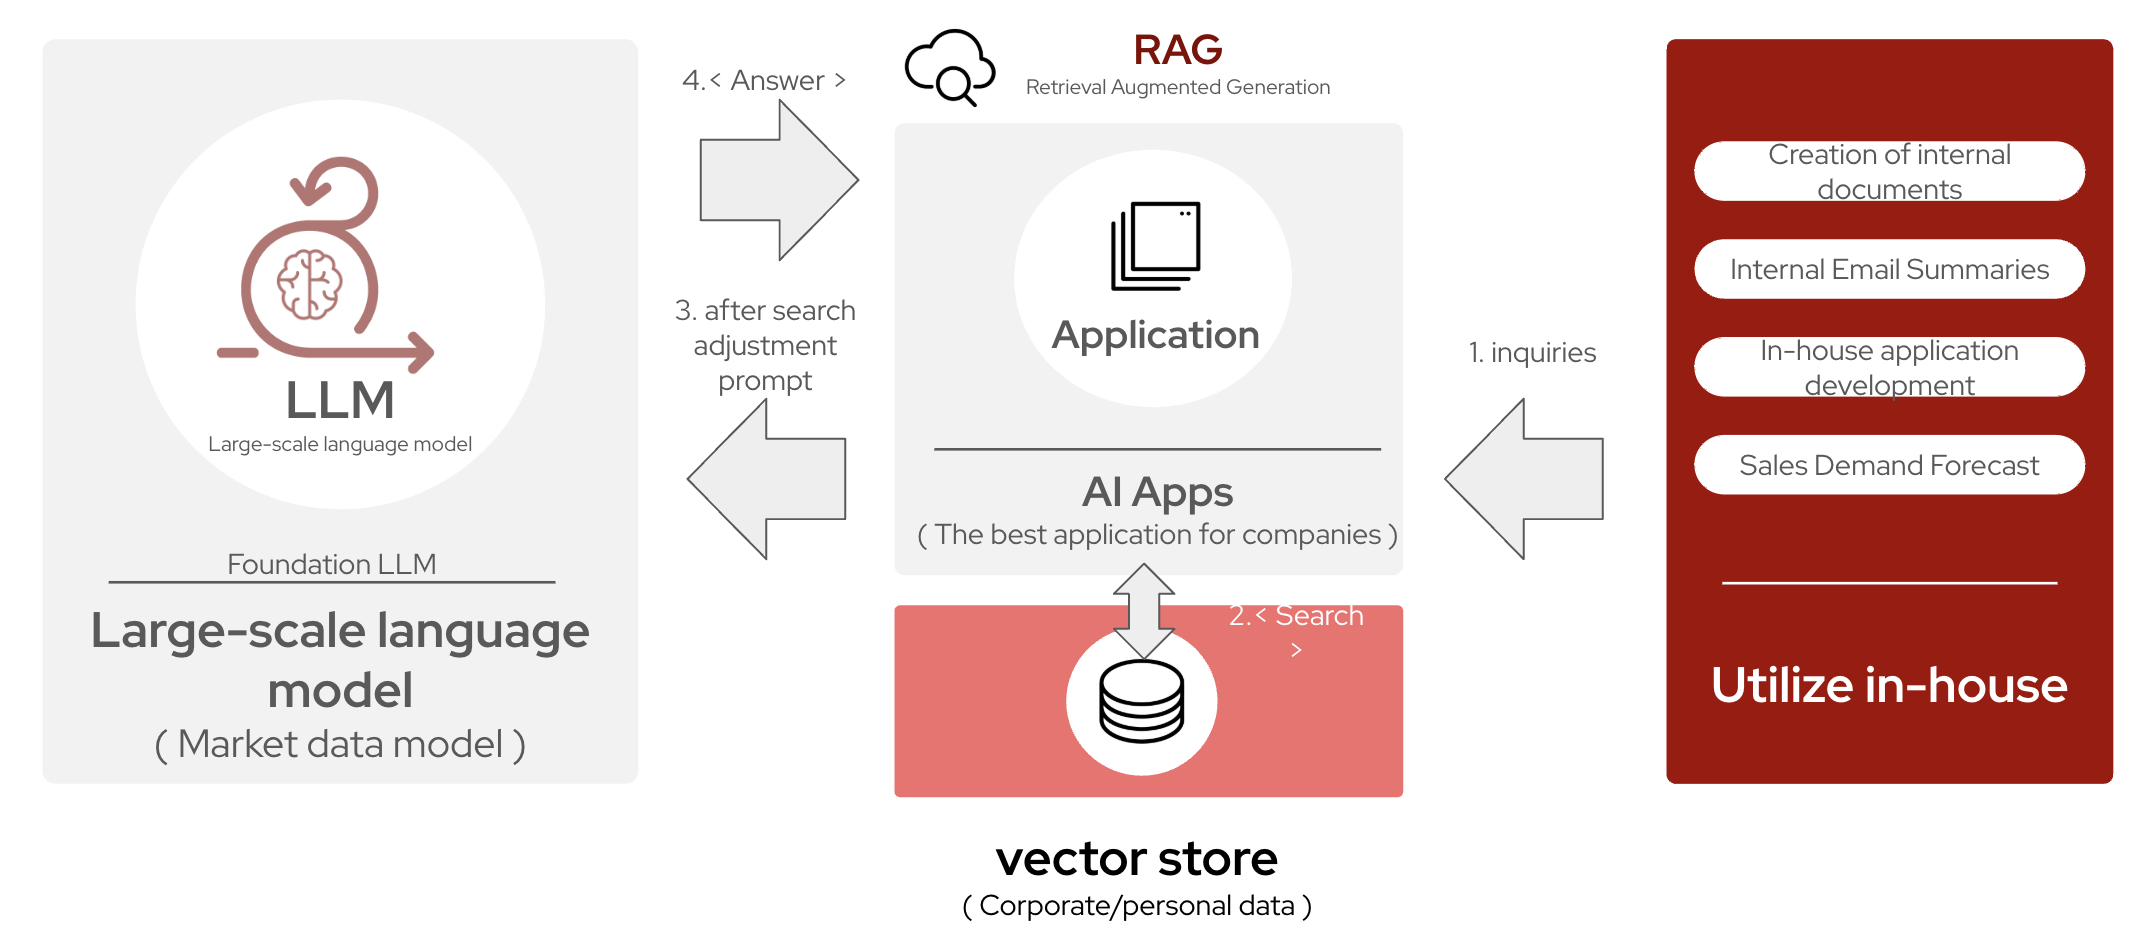 LLM
Large-scale language model
Foundation LLM
Large-scale language
model
( Market data model )
4.< Answer >
3. after search
adjustment
prompt
RAG
Retrieval Augmented Generation
Application
AI Apps
( The best application for companies )
2.< Search
>
vector store
( Corporate/personal data )
1. inquiries
Creation of internal
documents
Internal Email Summaries
In-house application
development
Sales Demand Forecast
Utilize in-house